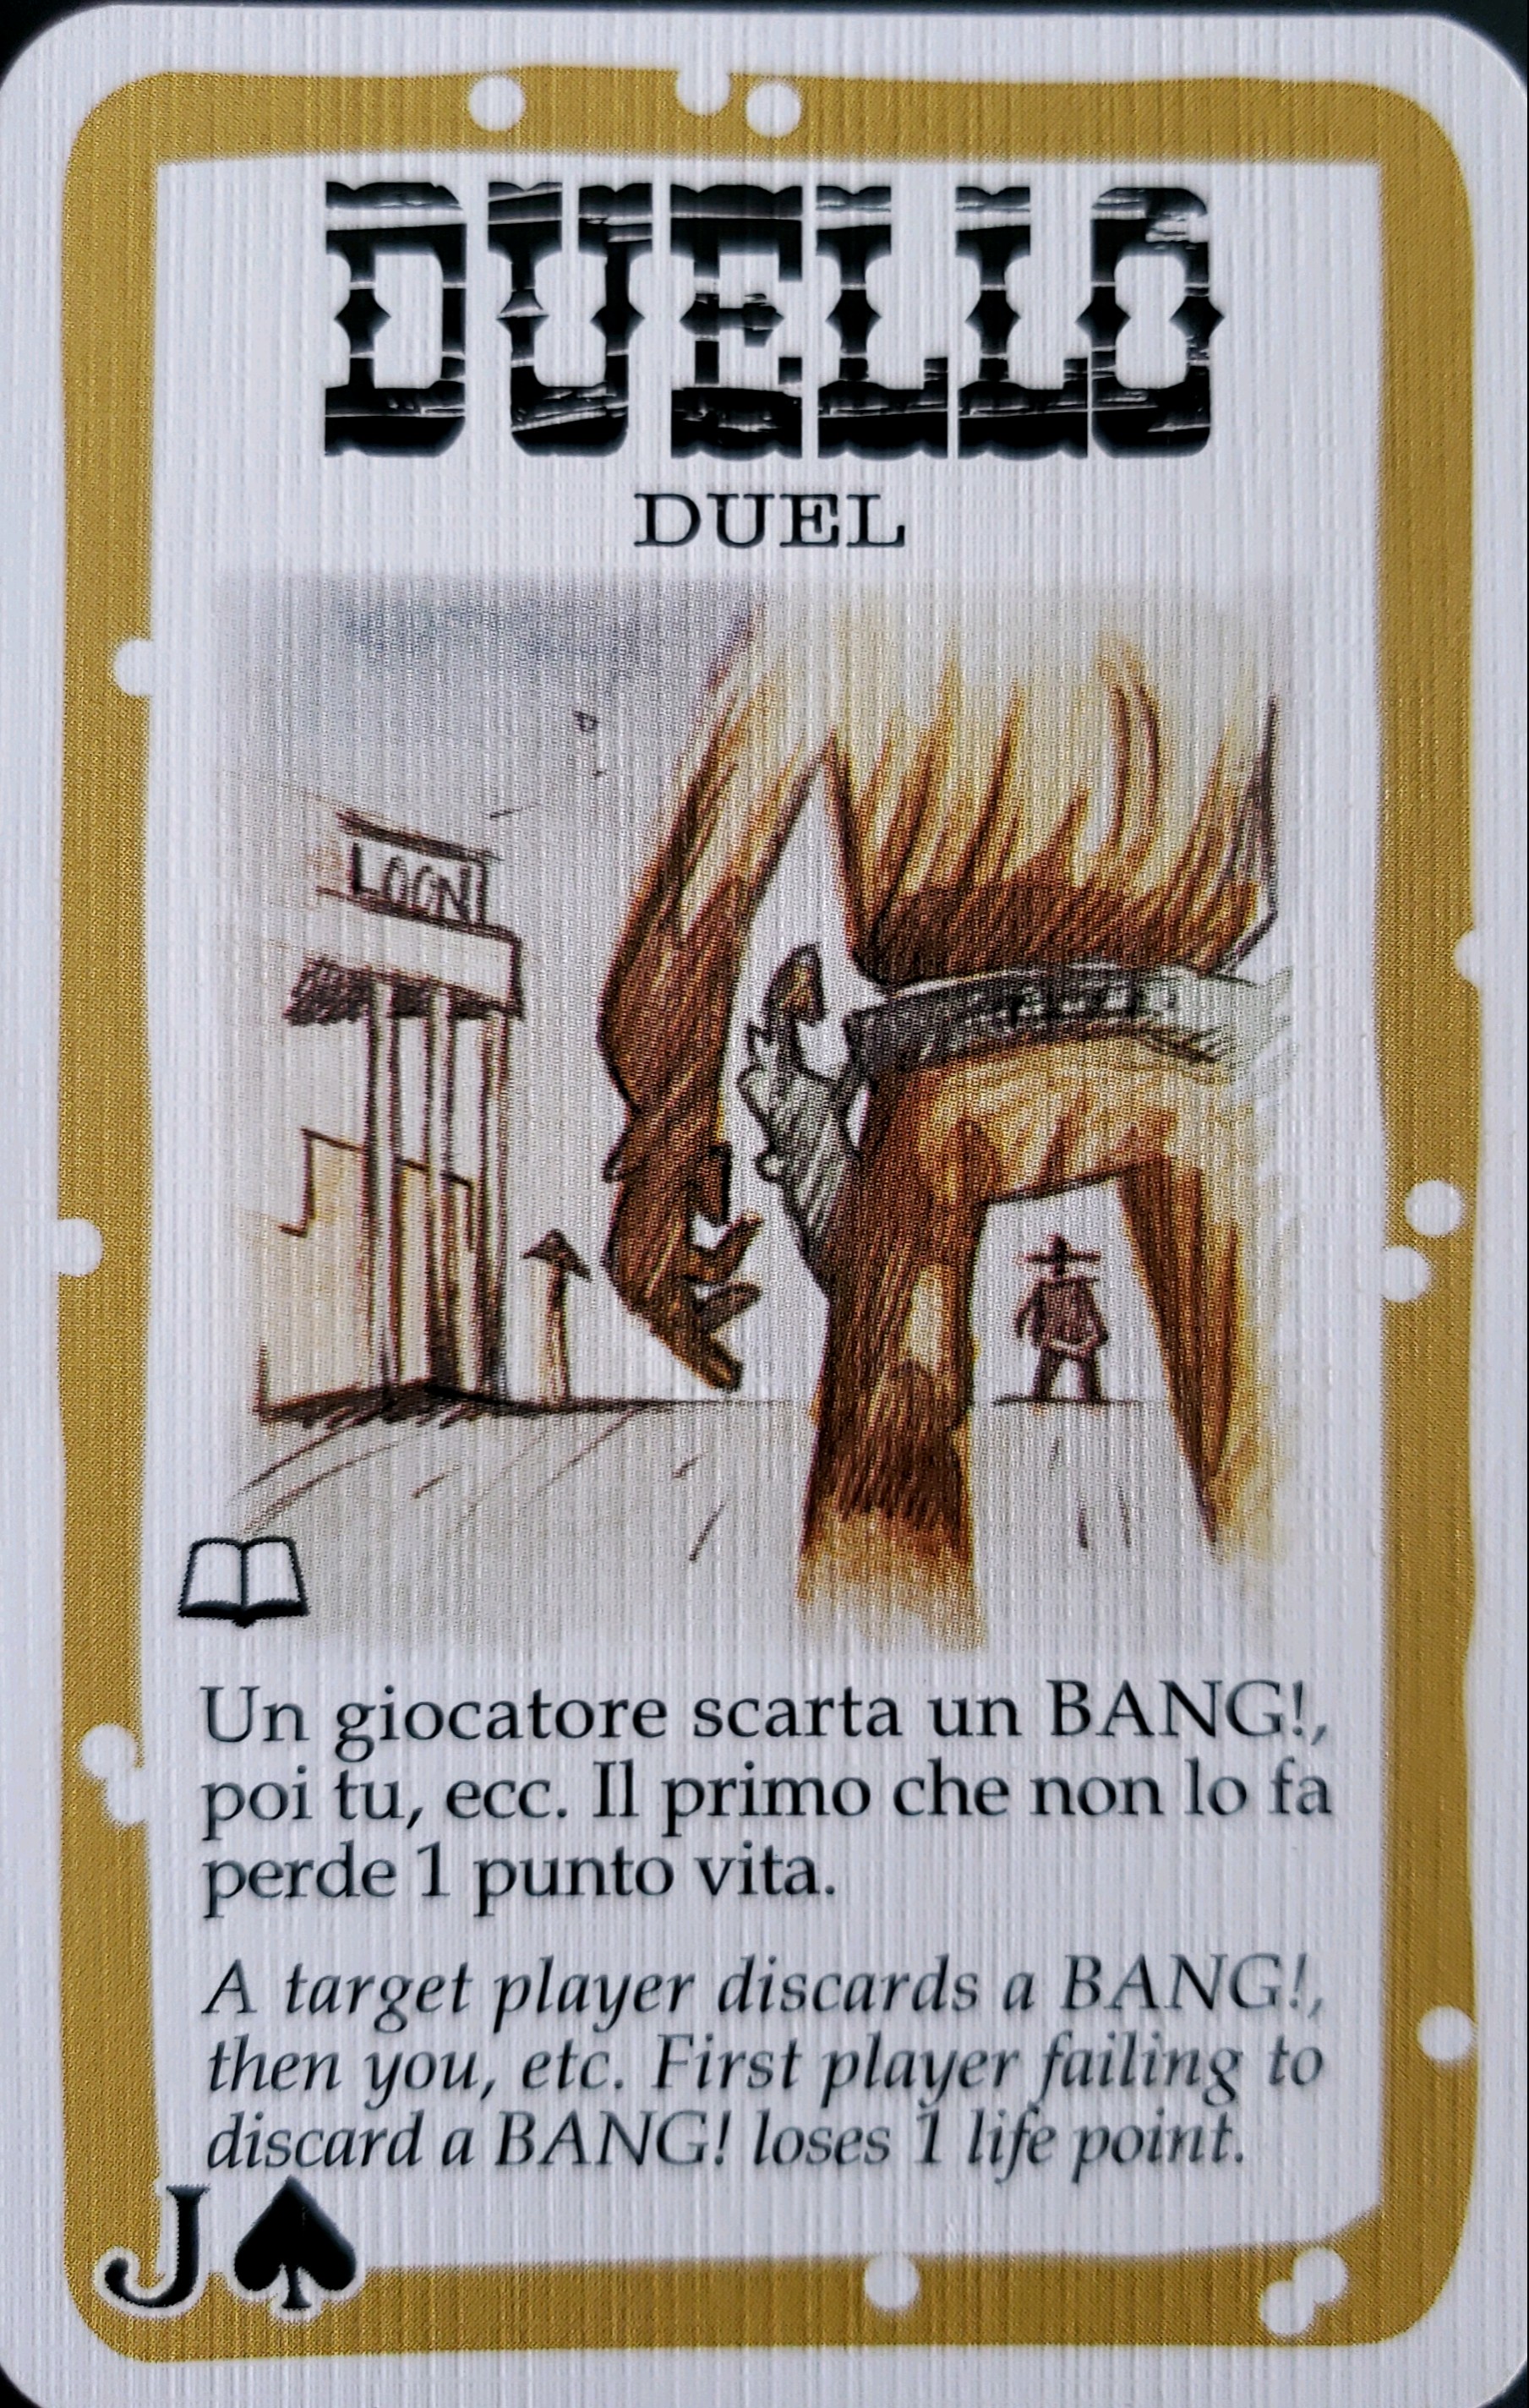 DUELLO
DUEL
LOON
Un giocatore scarta un BANG!,
poi tu, ecc. Il primo che non lo fa
perde 1 punto vita.
A target player discards a BANG!,
then you, etc. First player failing to
discard a BANG! loses 1 life point.
J♠